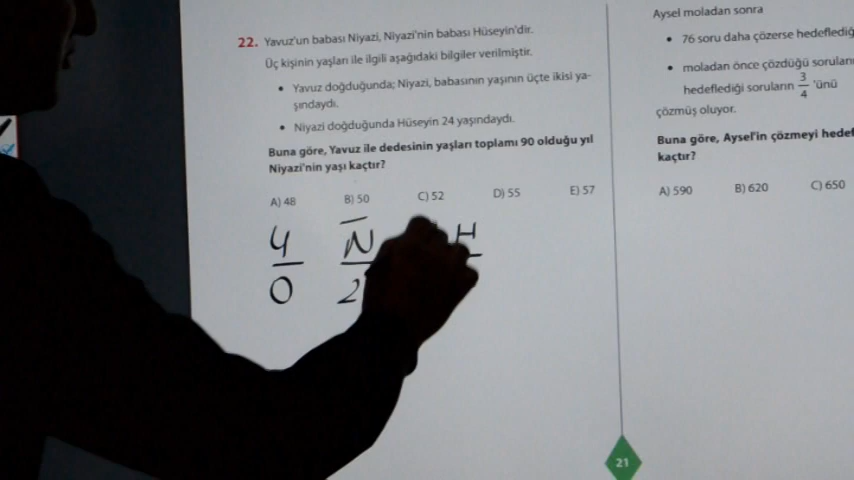 22. Yavuz'un babası Niyazi, Niyazi'nin babası Hüseyin'dir.
Üç kişinin yaşları ile ilgili aşağıdaki bilgiler verilmiştir.
• Yavuz doğduğunda; Niyazi, babasının yaşının üçte ikisi ya-
şındaydı.
• Niyazi doğduğunda Hüseyin 24 yaşındaydı.
Buna göre, Yavuz ile dedesinin yaşları toplamı 90 olduğu yıl
Niyazi'nin yaşı kaçtır?
A) 48 B) 50 C) 52 D) 55 E) 57
Y N H
0 2
21
Aysel moladan sonra
• 76 soru daha çözerse
• moladan önce çözdüğü
hedeflediği soruların 3/4 'ünü
çözmüş oluyor.
Buna göre, Aysel'in çözmeyi
kaçtır?
A) 590 B) 620 C) 650